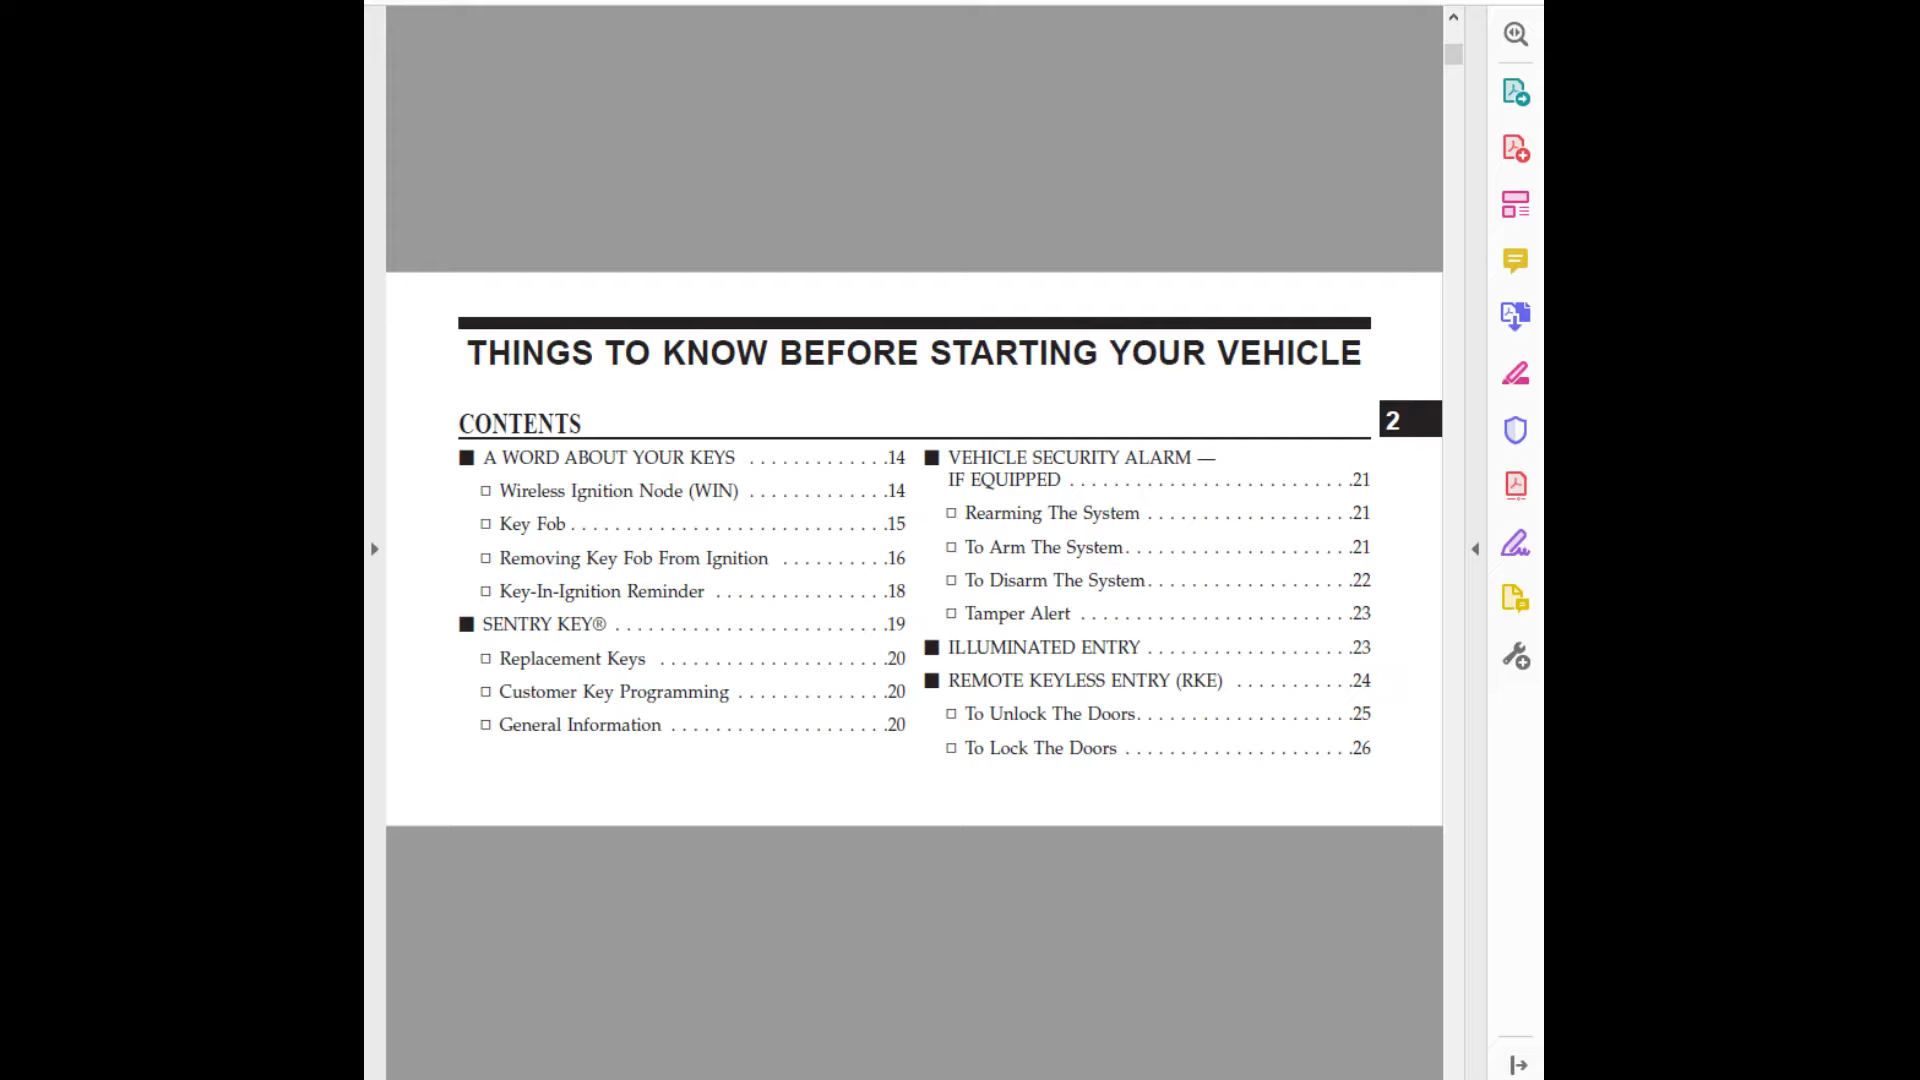 THINGS TO KNOW BEFORE STARTING YOUR VEHICLE
CONTENTS
2
■ A WORD ABOUT YOUR KEYS . . . . . . . . . . . . .14
▫ Wireless Ignition Node (WIN) . . . . . . . . . . . . .14
▫ Key Fob . . . . . . . . . . . . . . . . . . . . . . . . . . . .15
▫ Removing Key Fob From Ignition . . . . . . . . . .16
▫ Key-In-Ignition Reminder . . . . . . . . . . . . . . . .18
■ SENTRY KEY® . . . . . . . . . . . . . . . . . . . . . . . .19
▫ Replacement Keys . . . . . . . . . . . . . . . . . . . . .20
▫ Customer Key Programming . . . . . . . . . . . . . .20
▫ General Information . . . . . . . . . . . . . . . . . . . .20
■ VEHICLE SECURITY ALARM —
IF EQUIPPED . . . . . . . . . . . . . . . . . . . . . . . . . .21
▫ Rearming The System . . . . . . . . . . . . . . . . . . .21
▫ To Arm The System. . . . . . . . . . . . . . . . . . . . .21
▫ To Disarm The System. . . . . . . . . . . . . . . . . . .22
▫ Tamper Alert . . . . . . . . . . . . . . . . . . . . . . . . .23
■ ILLUMINATED ENTRY . . . . . . . . . . . . . . . . . . .23
■ REMOTE KEYLESS ENTRY (RKE) . . . . . . . . . . .24
▫ To Unlock The Doors. . . . . . . . . . . . . . . . . . . .25
▫ To Lock The Doors . . . . . . . . . . . . . . . . . . . . .26